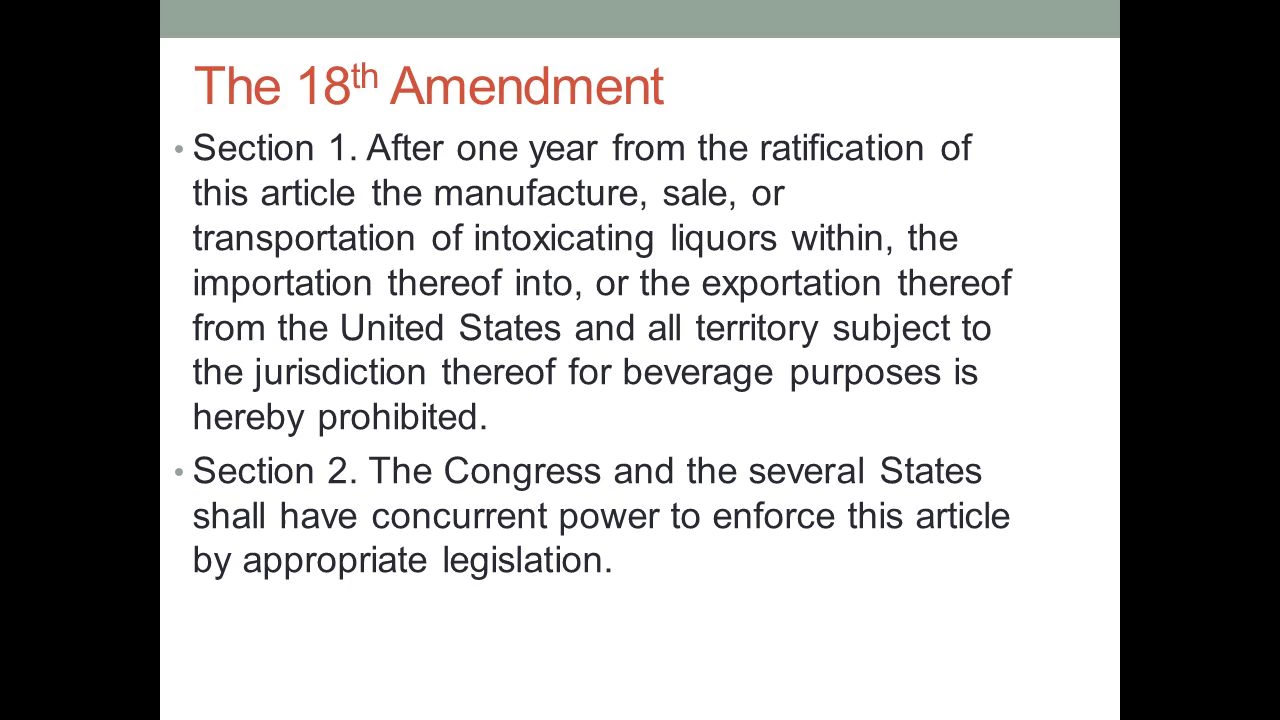 The 18th Amendment
• Section 1. After one year from the ratification of
this article the manufacture, sale, or
transportation of intoxicating liquors within, the
importation thereof into, or the exportation thereof
from the United States and all territory subject to
the jurisdiction thereof for beverage purposes is
hereby prohibited.
• Section 2. The Congress and the several States
shall have concurrent power to enforce this article
by appropriate legislation.